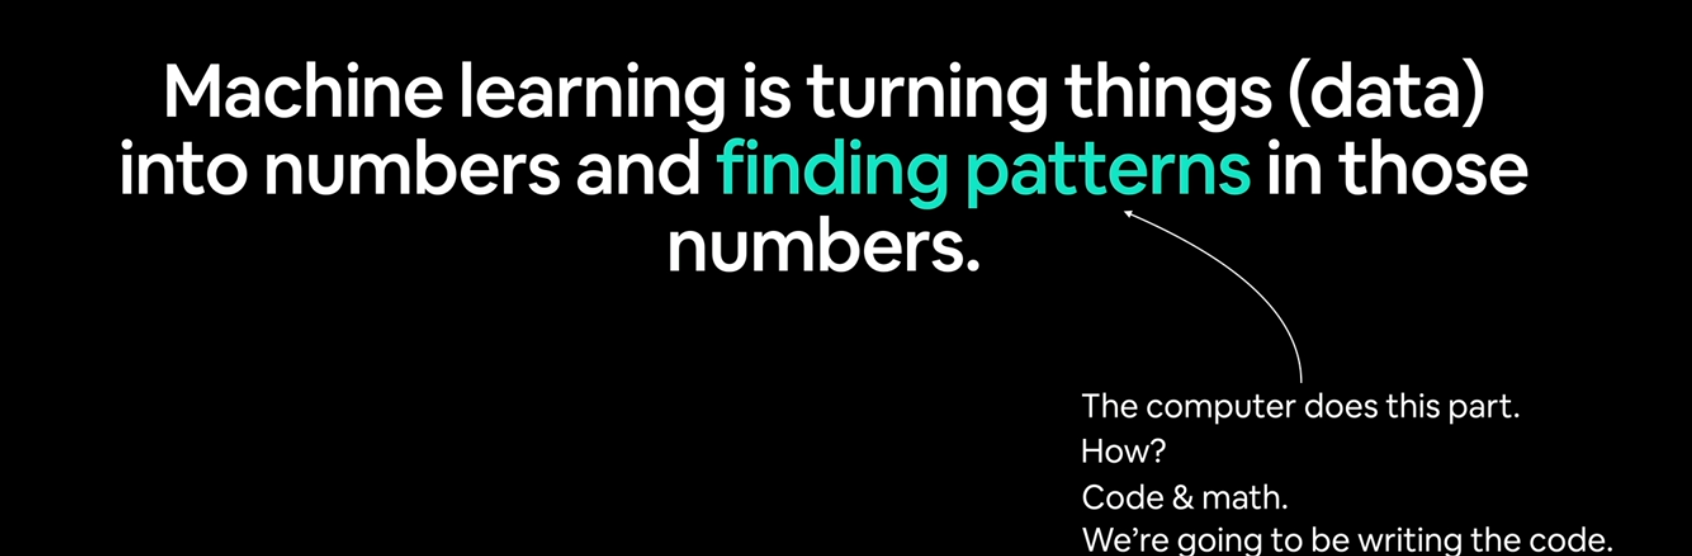 Machine learning is turning things (data)
into numbers and finding patterns in those
numbers.
The computer does this part.
How?
Code & math.
We’re going to be writing the code.